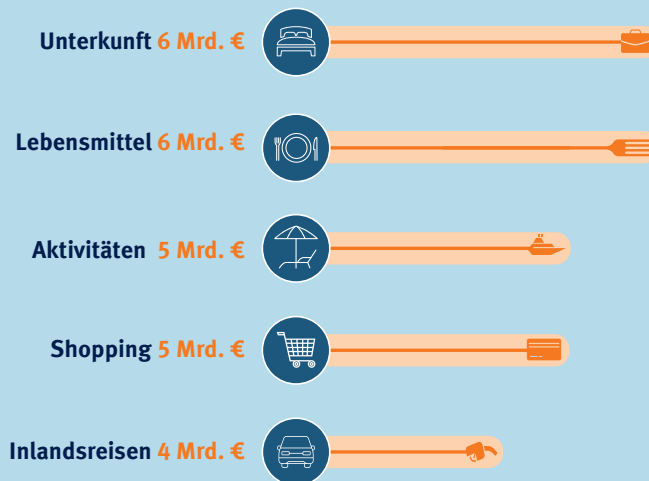 Unterkunft 6 Mrd. €
Lebensmittel 6 Mrd. €
Aktivitäten 5 Mrd. €
Shopping 5 Mrd. €
Inlandsreisen 4 Mrd. €